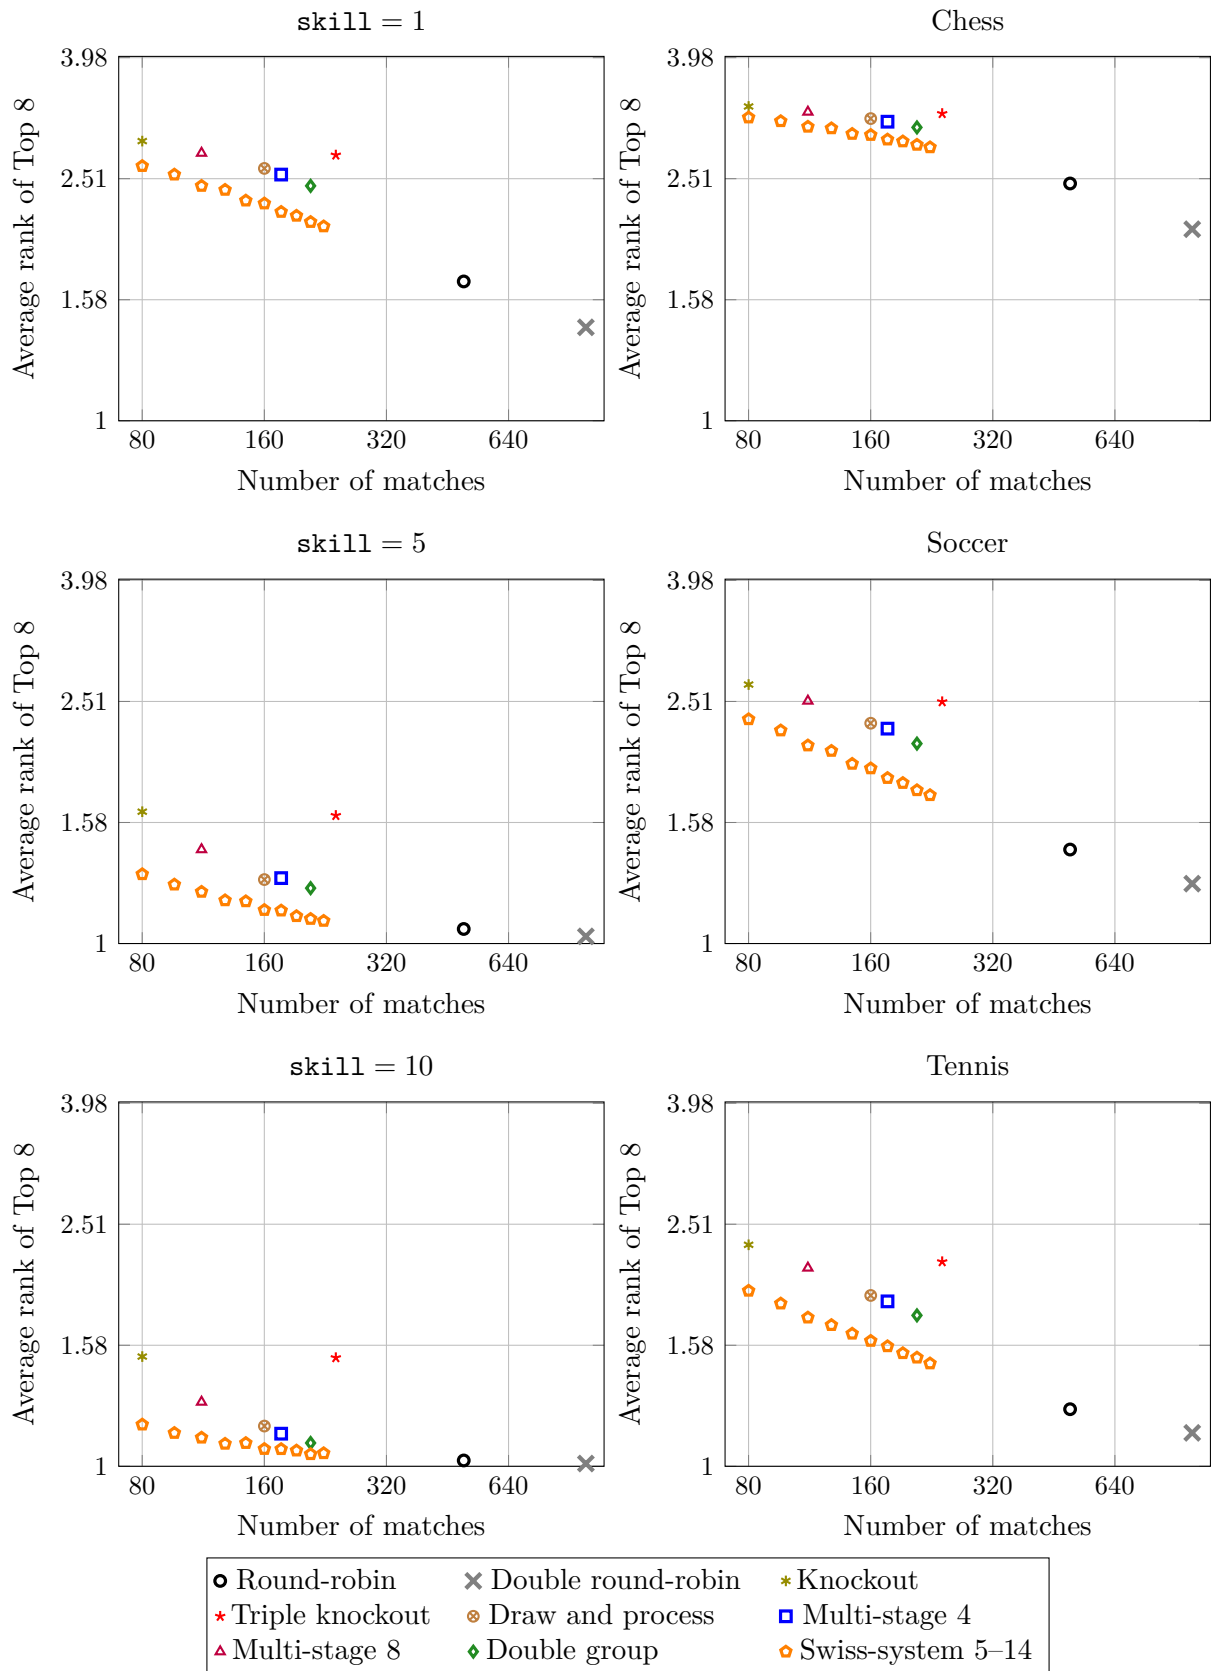 skill = 1
Chess
3.98
2.51
1.58
1
80
160
320
640
Number of matches
Average rank of Top 8
3.98
2.51
1.58
1
80
160
320
640
Number of matches
Average rank of Top 8
skill = 5
Soccer
3.98
2.51
1.58
1
80
160
320
640
Number of matches
Average rank of Top 8
3.98
2.51
1.58
1
80
160
320
640
Number of matches
Average rank of Top 8
skill = 10
Tennis
3.98
2.51
1.58
1
80
160
320
640
Number of matches
Average rank of Top 8
3.98
2.51
1.58
1
80
160
320
640
Number of matches
Average rank of Top 8
Round-robin Double round-robin Knockout
Triple knockout Draw and process Multi-stage 4
Multi-stage 8 Double group Swiss-system 5–14